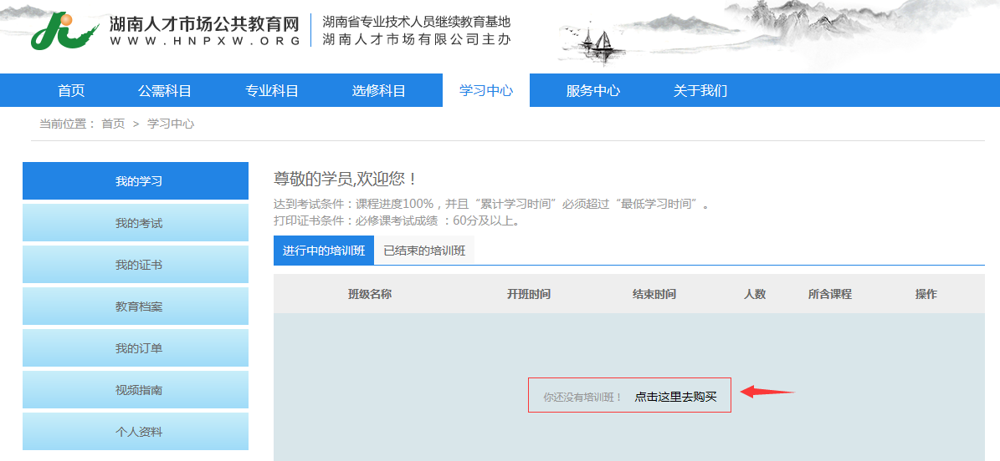 湖南人才市场公共教育网
WWW.HNPXW.ORG
湖南省专业技术人员继续教育基地
湖南人才市场有限公司主办
首页 公需科目 专业科目 选修科目 学习中心 服务中心 关于我们
当前位置： 首页 > 学习中心
我的学习
我的考试
我的证书
教育档案
我的订单
视频指南
个人资料
尊敬的学员,欢迎您！
达到考试条件：课程进度100%，并且“累计学习时间”必须超过“最低学习时间”。
打印证书条件：必修课考试成绩 ：60分及以上。
进行中的培训班 已结束的培训班
班级名称 开班时间 结束时间 人数 所含课程 操作
你还没有培训班！ 点击这里去购买